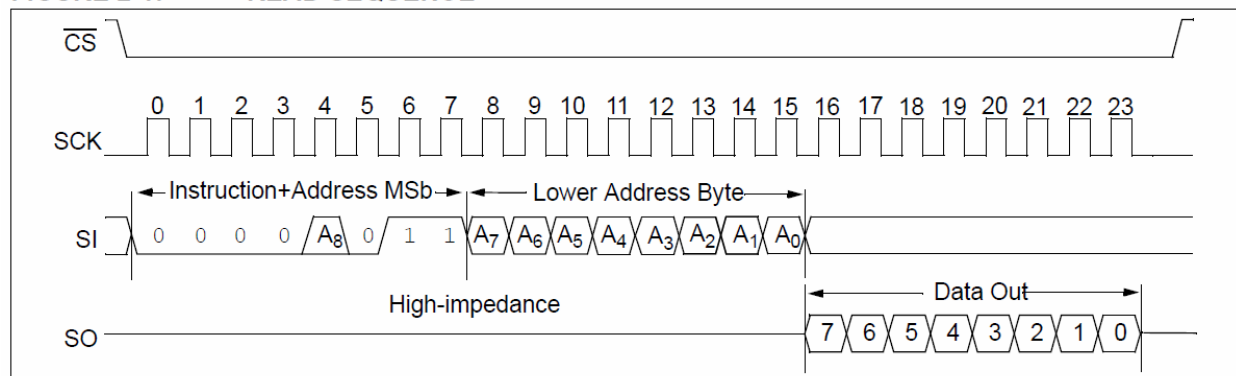 CS
0 1 2 3 4 5 6 7 8 9 10 11 12 13 14 15 16 17 18 19 20 21 22 23
SCK
Instruction+Address MSb Lower Address Byte
SI 0 0 0 0 A8 0 1 1 A7 A6 A5 A4 A3 A2 A1 A0
High-impedance Data Out
SO 7 6 5 4 3 2 1 0